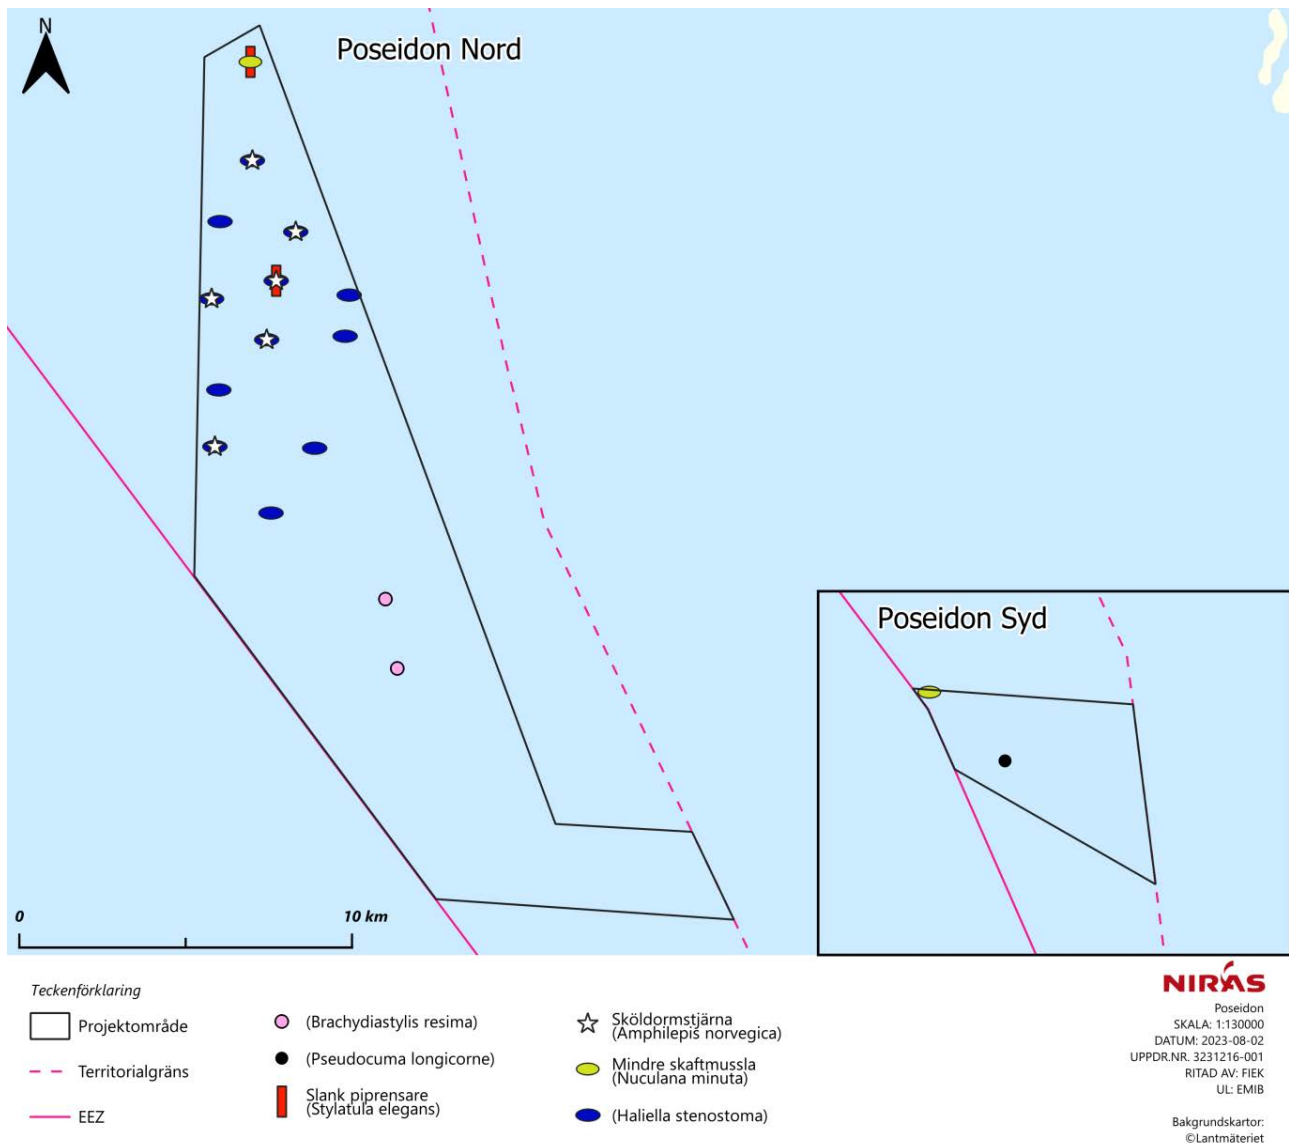 N
Poseidon Nord
Poseidon Syd
0
10 km
Teckenförklaring
Projektområde
Territorialgräns
EEZ
(Brachydiastylis resima)
(Pseudocuma longicorne)
Slank piprensare
(Stylatula elegans)
Sköldormstjärna
(Amphilepis norvegica)
Mindre skaftmussla
(Nuculana minuta)
(Haliella stenostoma)
NIRÁS
Poseidon
SKALA: 1:130000
DATUM: 2023-08-02
UPPDR.NR. 3231216-001
RITAD AV: FIEK
UL: EMIB
Bakgrundskartor:
©Lantmäteriet